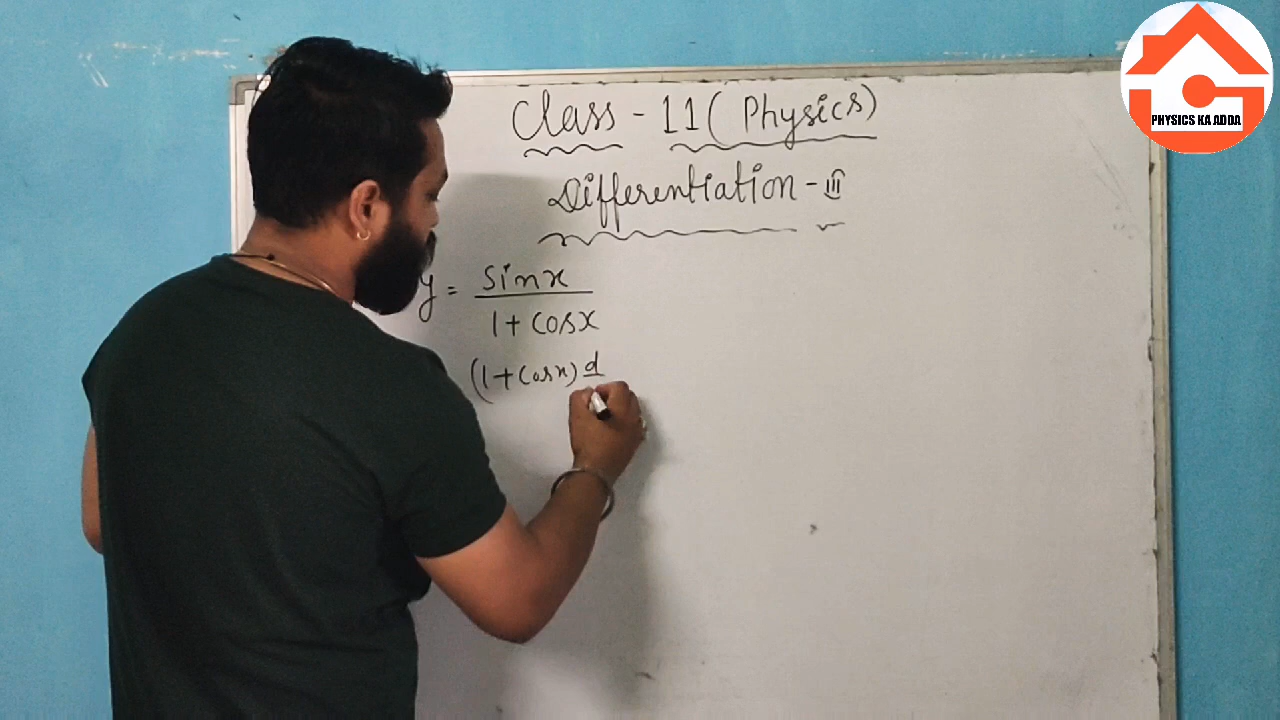 Class - 11 ( Physics)
Differentiation - III
y = sinx
1 + cosx
(1 + cosx) d
PHYSICS KA ADDA